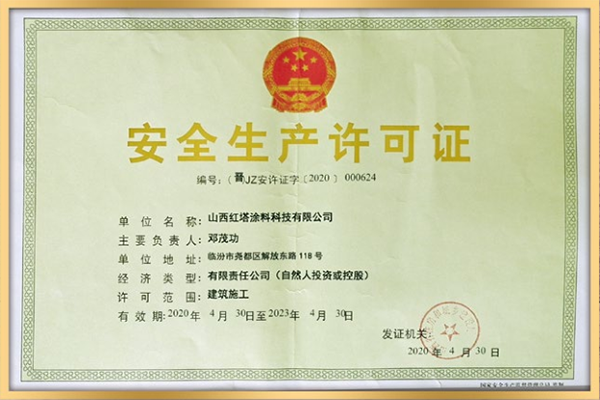 安全生产许可证
编号：（晋）JZ安许证字〔2020〕000624
单位名称：山西红塔涂料科技有限公司
主要负责人：邓茂功
单位地址：临汾市尧都区解放东路118号
经济类型：有限责任公司（自然人投资或控股）
许可范围：建筑施工
有效期：2020年4月30日至2023年4月30日
发证机关：
2020年4月30日